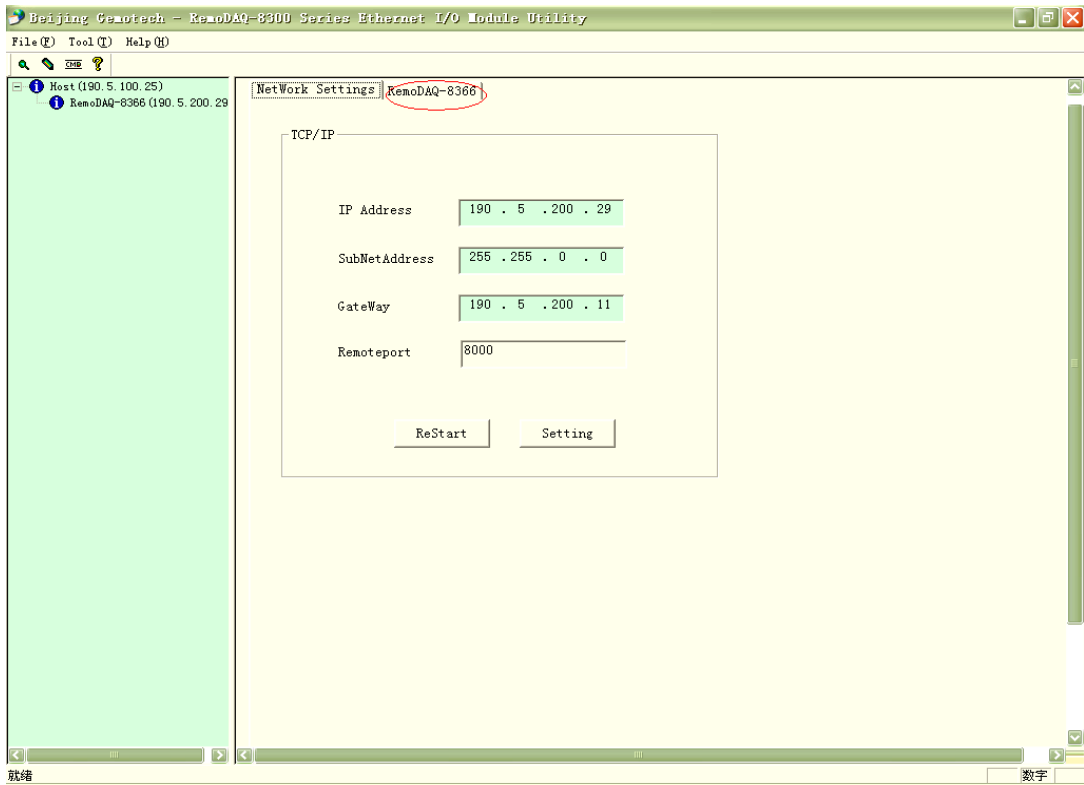 Beijing Gemotech - RemoDAQ-8300 Series Ethernet I/O Module Utility
File(F) Tool(T) Help(H)
CMD
Host(190.5.100.25)
RemoDAQ-8366(190.5.200.29
NetWork Settings RemoDAQ-8366
TCP/IP
IP Address 190 . 5 .200 . 29
SubNetAddress 255 .255 . 0 . 0
GateWay 190 . 5 .200 . 11
Remoteport 8000
ReStart Setting
就绪 数字